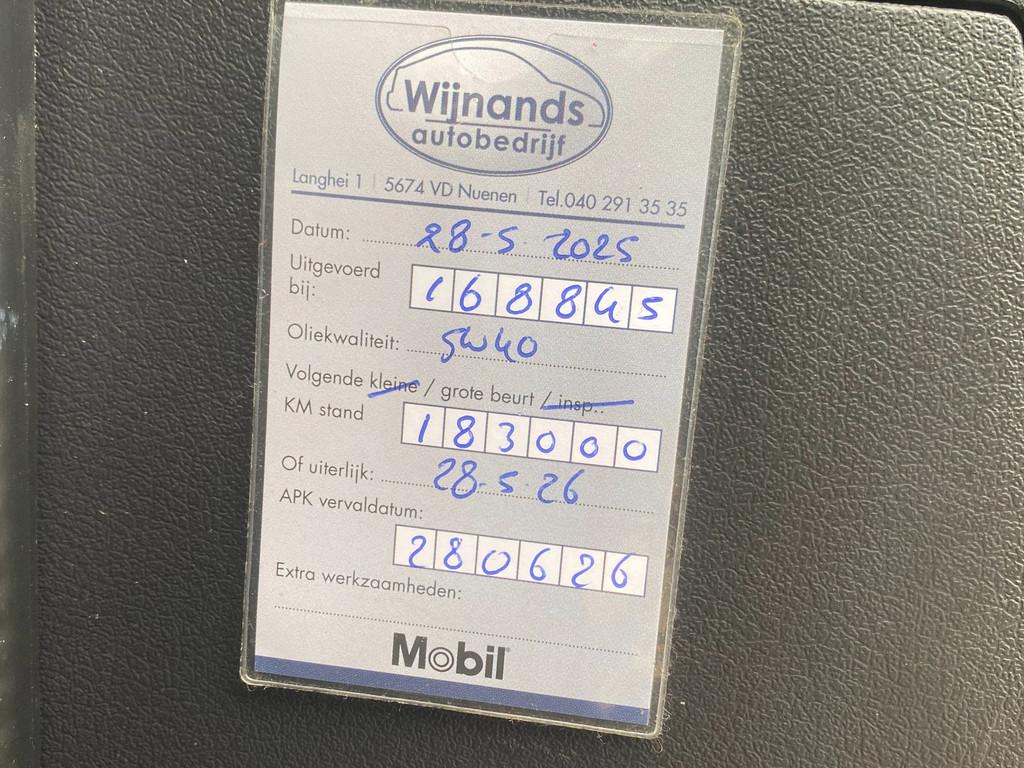 Wijnands
autobedrijf
Langhei 1 | 5674 VD Nuenen | Tel.040 291 35 35
Datum: 28-5-2025
Uitgevoerd
bij: 168845
Oliekwaliteit: 5w40
Volgende kleine / grote beurt / insp..
KM stand 183000
Of uiterlijk: 28-5-26
APK vervaldatum:
280626
Extra werkzaamheden:
Mobil